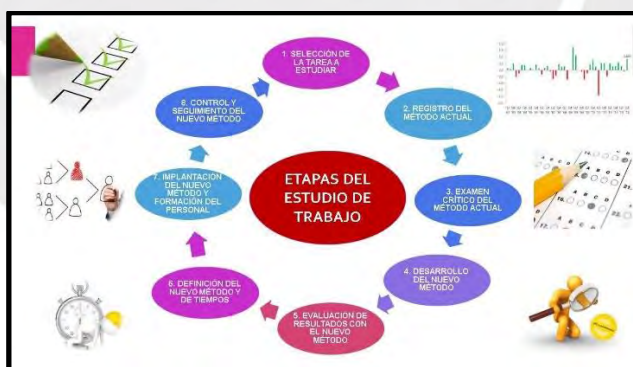 1. SELECCIÓN DE
LA TAREA A
ESTUDIAR
2. REGISTRO DEL
MÉTODO ACTUAL
3. EXAMEN
CRÍTICO DEL
MÉTODO ACTUAL
4. DESARROLLO
DEL NUEVO
MÉTODO
5. EVALUACIÓN DE
RESULTADOS CON
EL NUEVO
MÉTODO
6. DEFINICIÓN DEL
NUEVO MÉTODO Y
DE TIEMPOS
7. IMPLANTACIÓN
DEL NUEVO
MÉTODO Y
FORMACIÓN DEL
PERSONAL
8. CONTROL Y
SEGUIMIENTO DEL
NUEVO MÉTODO
ETAPAS DEL
ESTUDIO DE
TRABAJO